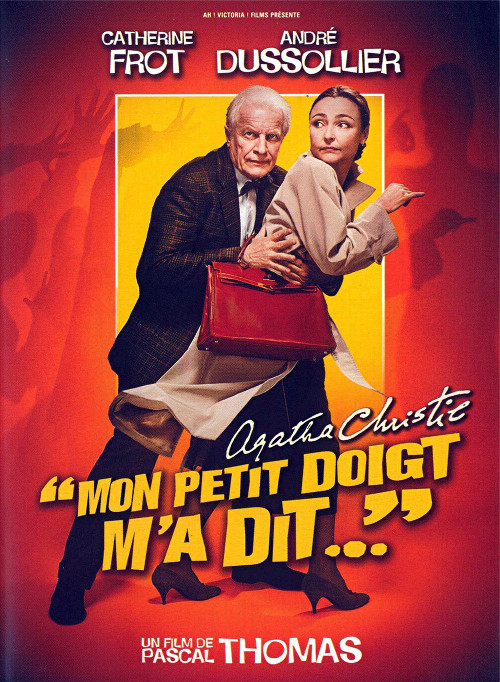 AH ! VICTORIA ! FILMS PRÉSENTE
CATHERINE
FROT
ANDRÉ
DUSSOLLIER
Agatha Christie
“MON PETIT DOIGT
M'A DIT...”
UN FILM DE
PASCAL THOMAS